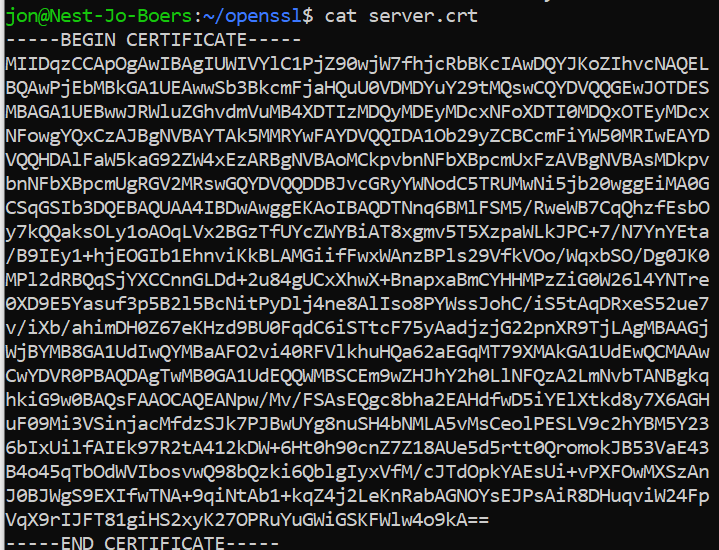 jon@Nest-Jo-Boers:~/openssl$ cat server.crt
-----BEGIN CERTIFICATE-----
MIIDqzCCApOgAwIBAgIUWIVYlC1PjZ90wjW7fhjcRbBKcIAwDQYJKoZIhvcNAQEL
BQAwPjEbMBkGA1UEAwwSb3BkcmFjaHQuU0VDMDYuY29tMQswCQYDVQQGEwJOTDES
MBAGA1UEBwwJRWluZGhvdmVuMB4XDTIzMDQyMDEyMDcxNFoXDTI0MDQxOTEyMDcx
NFowgYQxCzAJBgNVBAYTAk5MMRYwFAYDVQQIDA1Ob29yZCBCcmFiYW50MRIwEAYD
VQQHDAlFaW5kaG92ZW4xEzARBgNVBAoMCkpvbnNFbXBpcmUxFzAVBgNVBAsMDkpv
bnNFbXBpcmUgRGV2MRswGQYDVQQDDBJvcGRyYWNodC5TRUMwNi5jb20wggEiMA0G
CSqGSIb3DQEBAQUAA4IBDwAwggEKAoIBAQDTNnq6BMlFSM5/RweWB7CqQhzfEsbO
y7kQQaksOLy1oAOqLVx2BGzTfUYcZWYBiAT8xgmv5T5XzpaWLkJPC+7/N7YnYEta
/B9IEy1+hjEOGIb1EhnviKkBLAMGiifFwxWAnzBPls29VfkVOo/WqxbSO/Dg0JK0
MPl2dRBQqSjYXCCnnGLDd+2u84gUCxXhwX+BnapxaBmCYHHMPzZiG0W26l4YNTre
0XD9E5Yasuf3p5B2l5BcNitPyDlj4ne8AlIso8PYWssJohC/iS5tAqDRxeS52ue7
v/iXb/ahimDH0Z67eKHzd9BU0FqdC6iSTtcF75yAadjzjG22pnXR9TjLAgMBAAGj
WjBYMB8GA1UdIwQYMBaAFO2vi40RFVlkhuHQa62aEGqMT79XMAkGA1UdEwQCMAAw
CwYDVR0PBAQDAgTwMB0GA1UdEQQWMBSCEm9wZHJhY2h0LlNFQzA2LmNvbTANBgkq
hkiG9w0BAQsFAAOCAQEANpw/Mv/FSAsEQgc8bha2EAHdfwD5iYElXtkd8y7X6AGH
uF09Mi3VSinjacMfdzSJk7PJBwUYg8nuSH4bNMLA5vMsCeolPESLV9c2hYBM5Y23
6bIxUilfAIEk97R2tA412kDW+6Ht0h90cnZ7Z18AUe5d5rtt0QromokJB53VaE43
B4o45qTbOdWVIbosvwQ98bQzki6QblgIyxVfM/cJTdOpkYAEsUi+vPXFOwMXSzAn
J0BJWgS9EXIfwTNA+9qiNtAb1+kqZ4j2LeKnRabAGNOYsEJPsAiR8DHuqviW24Fp
VqX9rIJFT81giHS2xyK27OPRuYuGWiGSKFWlw4o9kA==
-----END CERTIFICATE-----